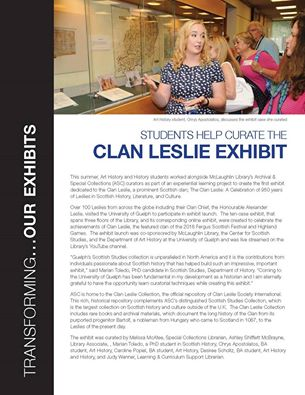 Art History student, Chrys Apostolatos, discusses the exhibit case she curated
STUDENTS HELP CURATE THE
CLAN LESLIE EXHIBIT
This summer, Art History and History students worked alongside McLaughlin Library's Archival &
Special Collections (ASC) curators as part of an experiential learning project to create the first exhibit
dedicated to the Clan Leslie, a prominent Scottish clan; The Clan Leslie: A Celebration of 950 years
of Leslies in Scottish History, Literature, and Culture.
Over 100 Leslies from across the globe including their Clan Chief, the Honourable Alexander
Leslie, visited the University of Guelph to participate in exhibit launch. The ten-case exhibit, that
spans three floors of the Library, and its corresponding online exhibit, were created to celebrate the
achievements of Clan Leslie, the featured clan of the 2016 Fergus Scottish Festival and Highland
Games. The exhibit launch was co-sponsored by McLaughlin Library, the Center for Scottish
Studies, and the Department of Art History at the University of Guelph and was live streamed on the
Library's YouTube channel.
"Guelph's Scottish Studies collection is unparalleled in North America and it is the contributions from
individuals passionate about Scottish history that has helped build such an impressive, important
exhibit," said Marian Toledo, PhD candidate in Scottish Studies, Department of History. "Coming to
the University of Guelph has been fundamental in my development as a historian and I am eternally
grateful to have this opportunity learn curatorial techniques while creating this exhibit."
ASC is home to the Clan Leslie Collection, the official repository of Clan Leslie Society International.
This rich, historical repository complements ASC's distinguished Scottish Studies Collection, which
is the largest collection on Scottish history and culture outside of the U.K. The Clan Leslie Collection
includes rare books and archival materials, which document the long history of the Clan from its
purported progenitor Bartolf, a nobleman from Hungary who came to Scotland in 1067, to the
Leslies of the present day.
The exhibit was curated by Melissa McAfee, Special Collections Librarian, Ashley Shifflett McBrayne,
Library Associate, Marian Toledo, a PhD student in Scottish History, Chrys Apostolatos, BA
student, Art History, Caroline Popiel, BA student, Art History, Desiree Scholtz, BA student, Art History
and History, and Judy Wanner, Learning & Curriculum Support Librarian.
TRANSFORMING...OUR EXHIBITS